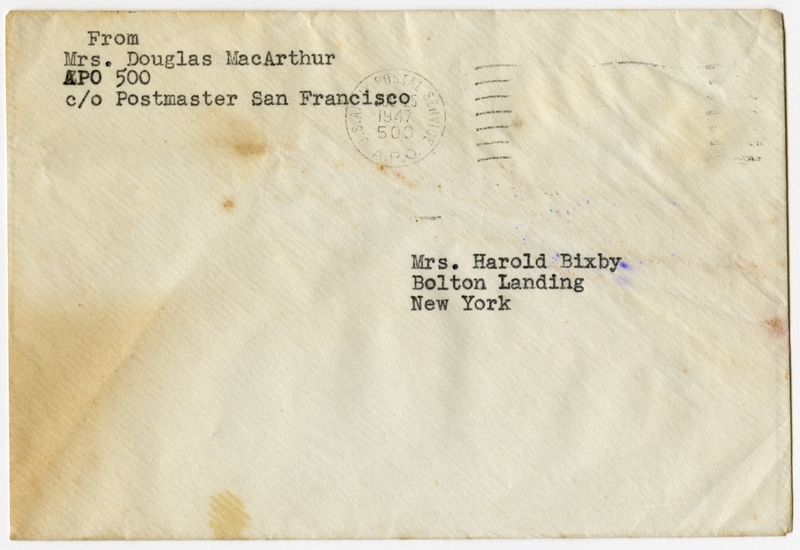 From
Mrs. Douglas MacArthur
APO 500
c/o Postmaster San Francisco
POSTAL SERVICE
1947
500
A.P.O.
Mrs. Harold Bixby
Bolton Landing
New York